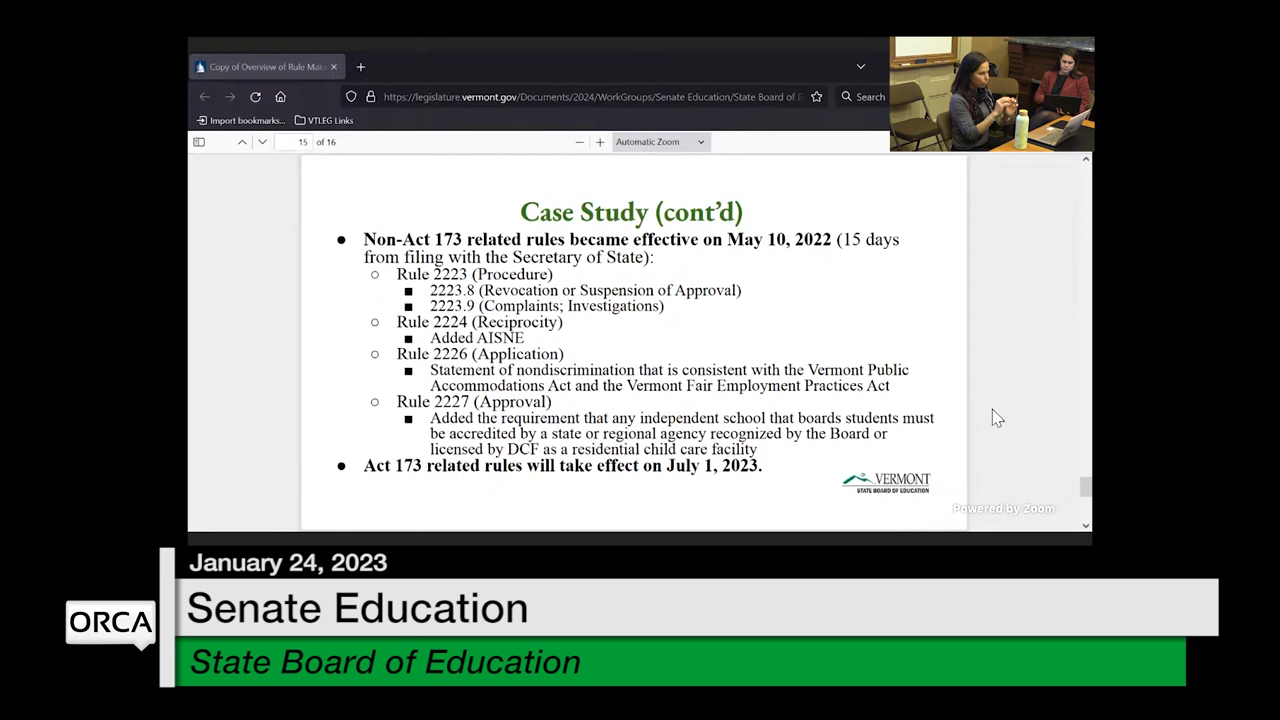 Copy of Overview of Rule Mak
https://legislature.vermont.gov/Documents/2024/WorkGroups/Senate Education/State Board of E
Search
Import bookmarks...
VTLEG Links
15 of 16
Automatic Zoom
Case Study (cont'd)
● Non-Act 173 related rules became effective on May 10, 2022 (15 days
from filing with the Secretary of State):
○ Rule 2223 (Procedure)
■ 2223.8 (Revocation or Suspension of Approval)
■ 2223.9 (Complaints; Investigations)
○ Rule 2224 (Reciprocity)
■ Added AISNE
○ Rule 2226 (Application)
■ Statement of nondiscrimination that is consistent with the Vermont Public
Accommodations Act and the Vermont Fair Employment Practices Act
○ Rule 2227 (Approval)
■ Added the requirement that any independent school that boards students must
be accredited by a state or regional agency recognized by the Board or
licensed by DCF as a residential child care facility
● Act 173 related rules will take effect on July 1, 2023.
VERMONT
STATE BOARD OF EDUCATION
Powered by Zoom
January 24, 2023
ORCA
Senate Education
State Board of Education